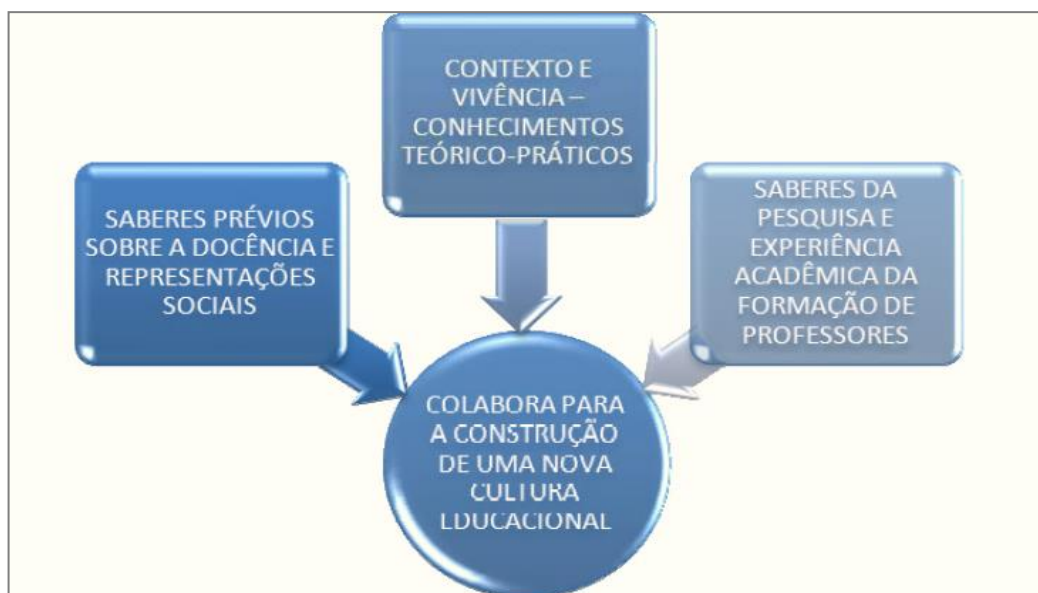 CONTEXTO E
VIVÊNCIA –
CONHECIMENTOS
TEÓRICO-PRÁTICOS
SABERES PRÉVIOS
SOBRE A DOCÊNCIA E
REPRESENTAÇÕES
SOCIAIS
SABERES DA
PESQUISA E
EXPERIÊNCIA
ACADÊMICA DA
FORMAÇÃO DE
PROFESSORES
COLABORA PARA
A CONSTRUÇÃO
DE UMA NOVA
CULTURA
EDUCACIONAL